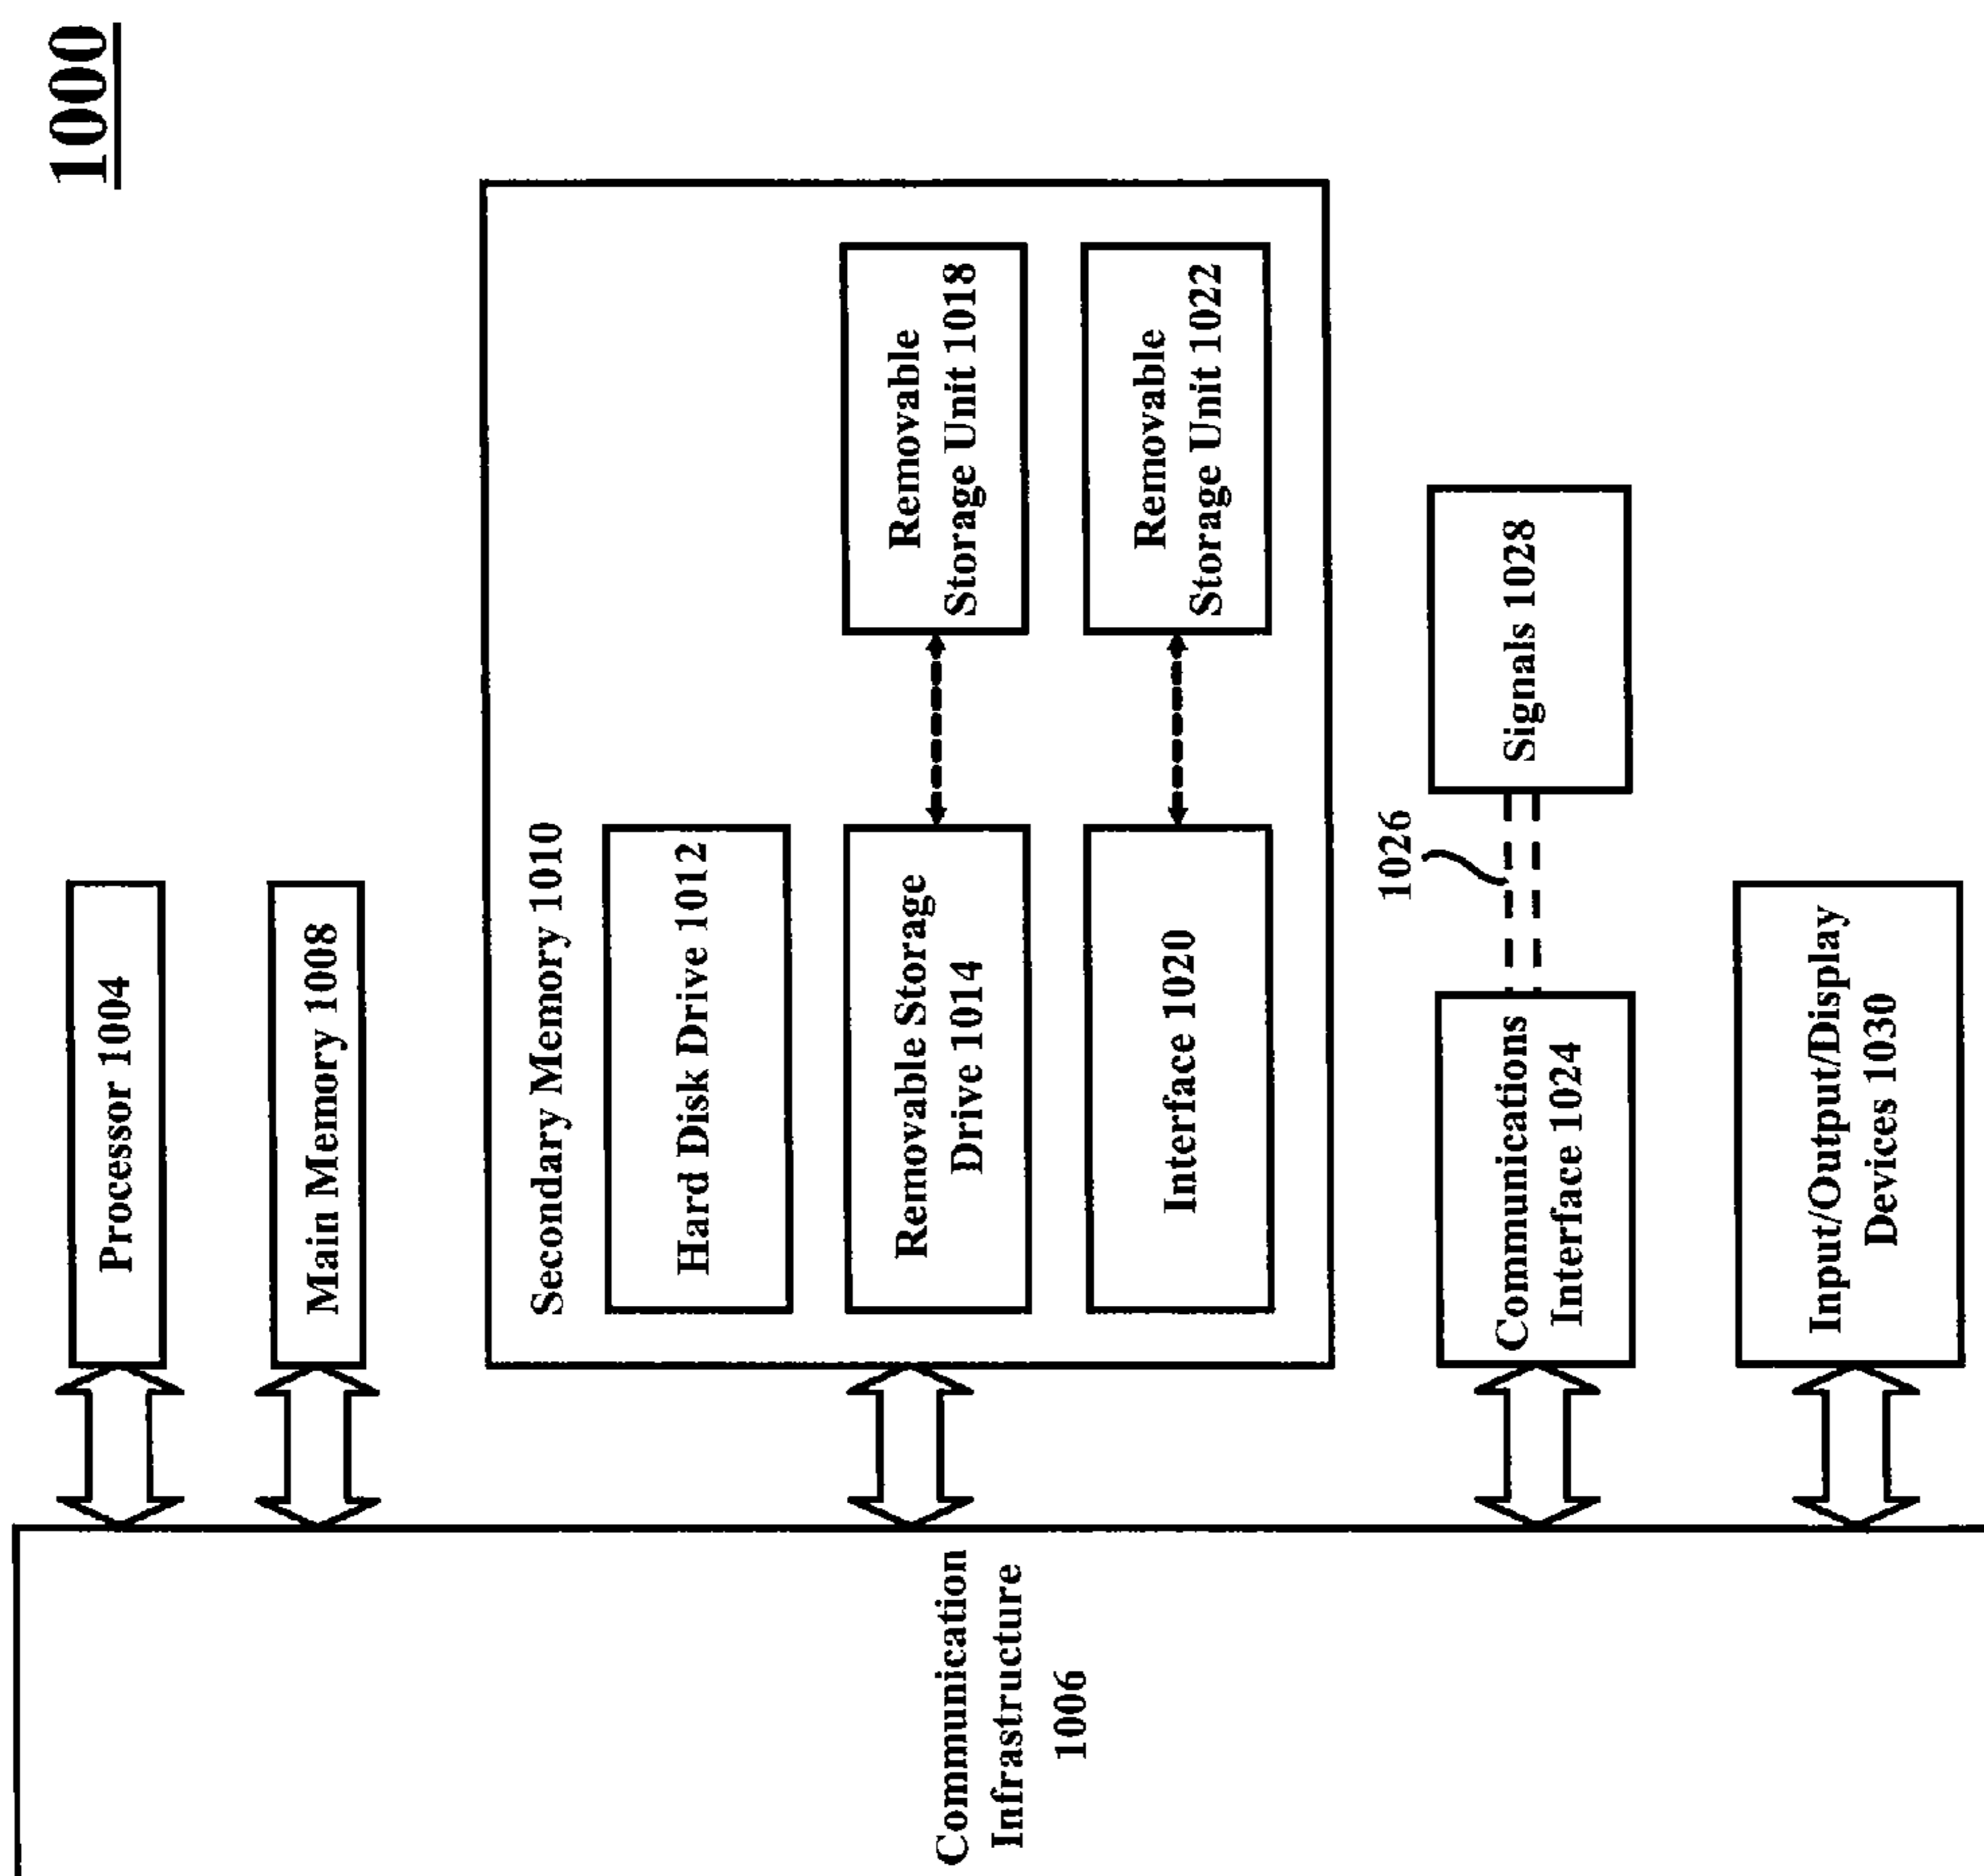 1000
Processor 1004
Main Memory 1008
Secondary Memory 1010
Hard Disk Drive 1012
Removable Storage
Drive 1014
Removable
Storage Unit 1018
Interface 1020
Removable
Storage Unit 1022
Communication
Infrastructure
1006
1026
Communications
Interface 1024
Signals 1028
Input/Output/Display
Devices 1030